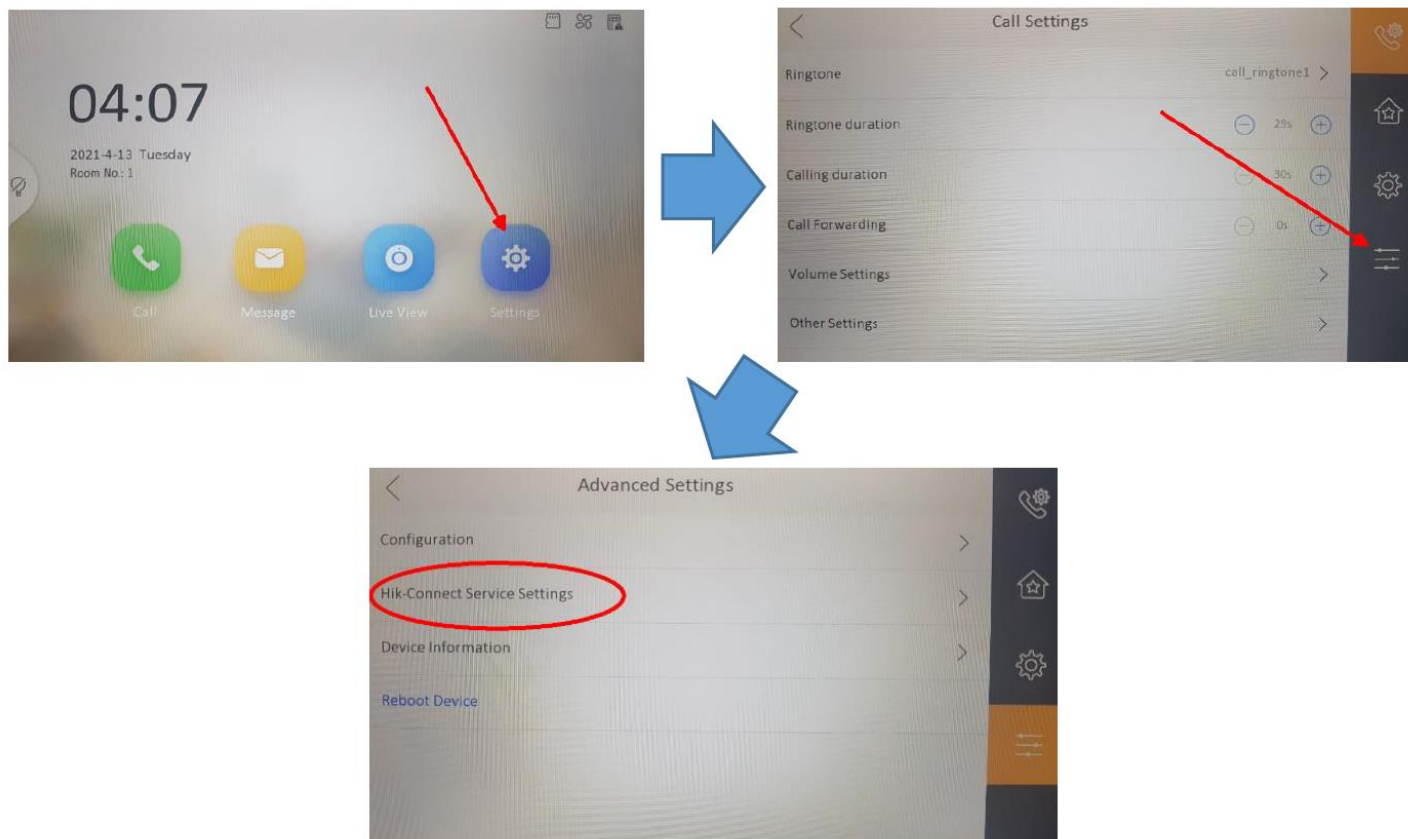 04:07
2021-4-13 Tuesday
Room No.: 1
Call Message Live View Settings
Call Settings
Ringtone call_ringtone1
Ringtone duration 29s
Calling duration 30s
Call Forwarding 0s
Volume Settings
Other Settings
Advanced Settings
Configuration
Hik-Connect Service Settings
Device Information
Reboot Device